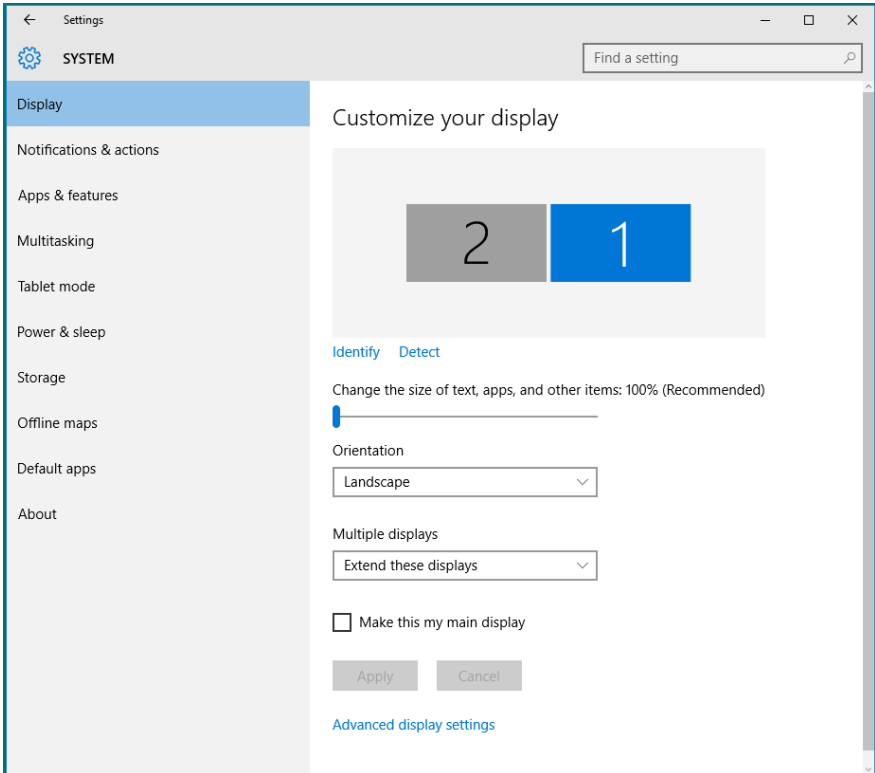 Settings
SYSTEM
Find a setting
Display
Notifications & actions
Apps & features
Multitasking
Tablet mode
Power & sleep
Storage
Offline maps
Default apps
About
Customize your display
2 1
Identify Detect
Change the size of text, apps, and other items: 100% (Recommended)
Orientation
Landscape
Multiple displays
Extend these displays
Make this my main display
Apply Cancel
Advanced display settings